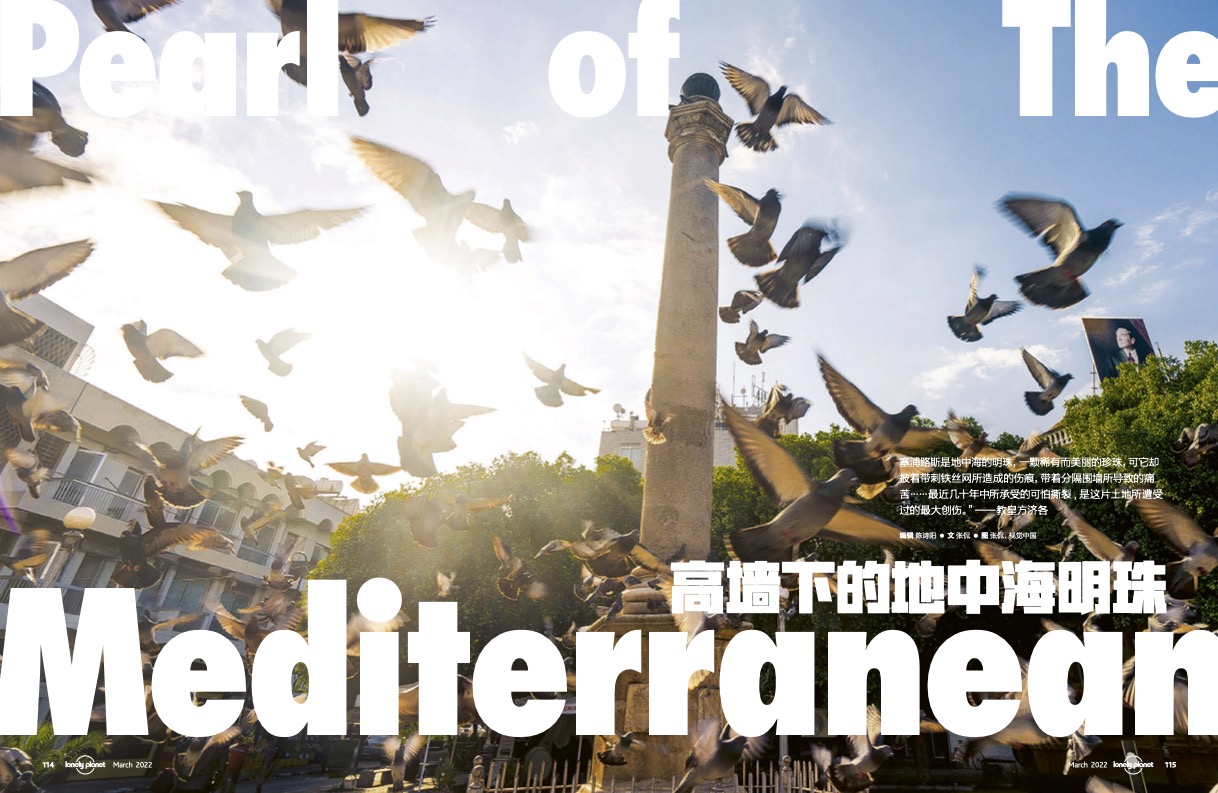 Pearl of The
塞浦路斯是地中海的明珠，一颗稀有而美丽的珍珠，可它却
披着带刺铁丝网所造成的伤痕，带着分隔围墙所导致的痛
苦……最近几十年中所承受的可怕撕裂，是这片土地所遭受
过的最大创伤。” ——教皇方济各
编辑 陈诗阳 ● 文 张侃 ● 图 张侃，视觉中国
高墙下的地中海明珠
Mediterranean
114 lonely planet March 2022
March 2022 lonely planet 115